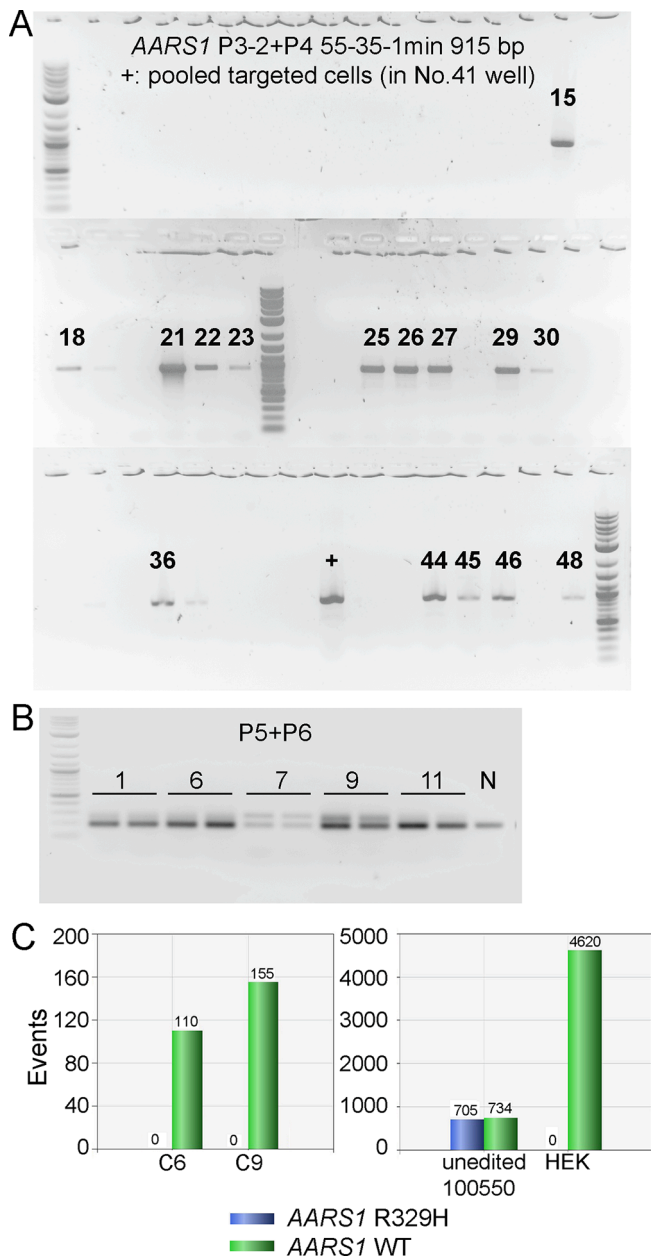 A
AARS1 P3-2+P4 55-35-1min 915 bp
+: pooled targeted cells (in No.41 well)
15
18 21 22 23 25 26 27 29 30
36 + 44 45 46 48
B
P5+P6
1 6 7 9 11 N
C
Events
200
160
120
80
40
0
0 110 0 155
C6 C9
5000
4000
3000
2000
1000
0
705 734 0 4620
unedited HEK
100550
AARS1 R329H
AARS1 WT